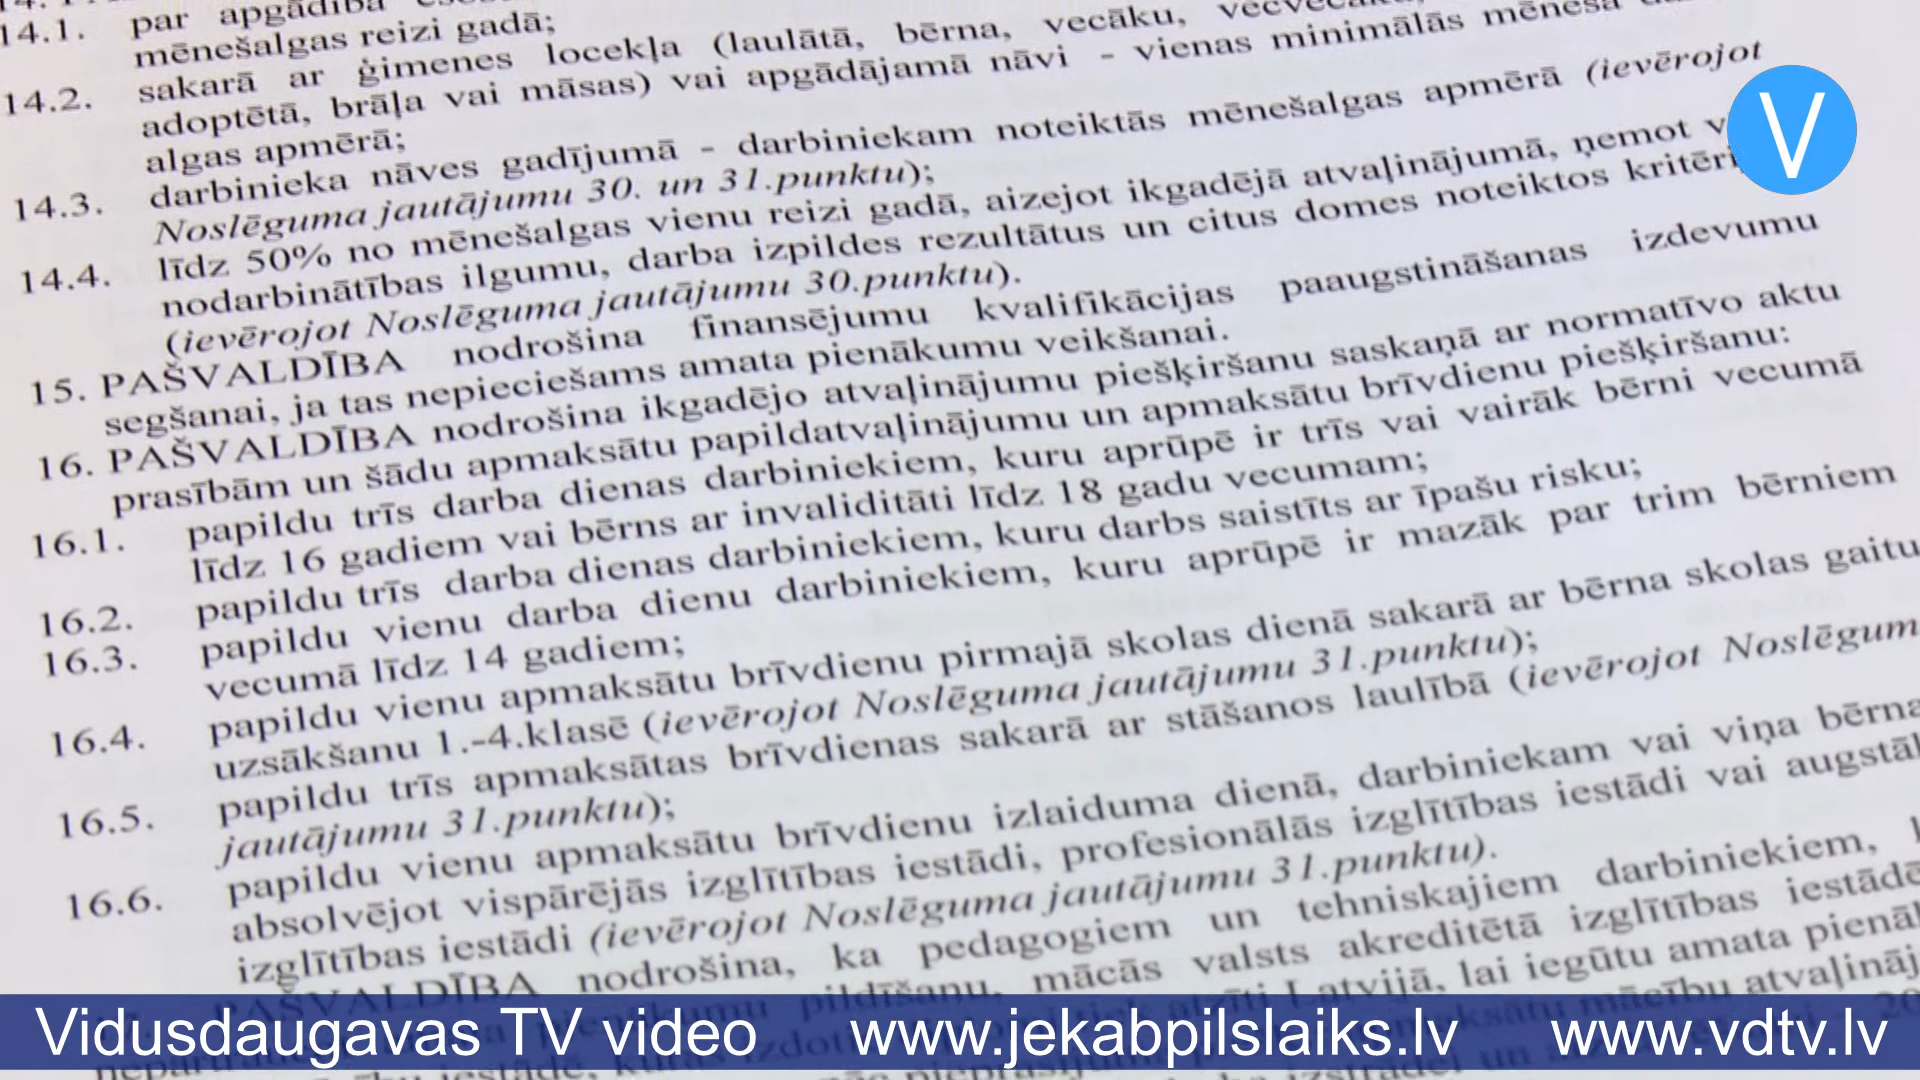 14.1. par apgādībā
mēnešalgas reizi gadā;
14.2. sakarā ar ģimenes locekļa (laulātā, bērna, vecāku, vecvecāku,
adoptētā, brāļa vai māsas) vai apgādājamā nāvi - vienas minimālās mēneša
algas apmērā;
14.3. darbinieka nāves gadījumā - darbiniekam noteiktās mēnešalgas apmērā (ievērojot
Noslēguma jautājumu 30. un 31.punktu);
14.4. līdz 50% no mēnešalgas vienu reizi gadā, aizejot ikgadējā atvaļinājumā, ņemot
nodarbinātības ilgumu, darba izpildes rezultātus un citus domes noteiktos
(ievērojot Noslēguma jautājumu 30.punktu).
15. PAŠVALDĪBA nodrošina finansējumu kvalifikācijas paaugstināšanas izdevumu
segšanai, ja tas nepieciešams amata pienākumu veikšanai.
16. PAŠVALDĪBA nodrošina ikgadējo atvaļinājumu piešķiršanu saskaņā ar normatīvo aktu
prasībām un šādu apmaksātu papildatvaļinājumu un apmaksātu brīvdienu piešķiršanu:
16.1. papildu trīs darba dienas darbiniekiem, kuru aprūpē ir trīs vai vairāk bērni vecumā
līdz 16 gadiem vai bērns ar invaliditāti līdz 18 gadu vecumam;
16.2. papildu trīs darba dienas darbiniekiem, kuru darbs saistīts ar īpašu risku;
16.3. papildu vienu darba dienu darbiniekiem, kuru aprūpē ir mazāk par trim bērniem
vecumā līdz 14 gadiem;
16.4. papildu vienu apmaksātu brīvdienu pirmajā skolas dienā sakarā ar bērna skolas gaitu
uzsākšanu 1.-4.klasē (ievērojot Noslēguma jautājumu 31.punktu);
16.5. papildu trīs apmaksātas brīvdienas sakarā ar stāšanos laulībā (ievērojot Noslēgum
jautājumu 31.punktu);
16.6. papildu vienu apmaksātu brīvdienu izlaiduma dienā, darbiniekam vai viņa bērna
absolvējot vispārējās izglītības iestādi, profesionālās izglītības iestādi vai augstāk
izglītības iestādi (ievērojot Noslēguma jautājumu 31.punktu).
PAŠVALDĪBA nodrošina, ka pedagogiem un tehniskajiem darbiniekiem,
pildīšanu, mācās valsts akreditētā izglītības iestādē
Latvijā, lai iegūtu amata
V
Vidusdaugavas TV video www.jekabpilslaiks.lv www.vdtv.lv